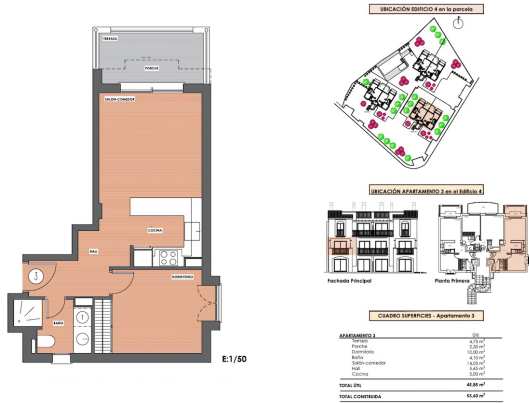 UBICACIÓN EDIFICIO 4 en la parcela
TERRAZA
PORCHE
SALÓN-COMEDOR
COCINA
HALL
DORMITORIO
3
BAÑO
E:1/50
UBICACIÓN APARTAMENTO 3 en el Edificio 4
Fachada Principal
Planta Primera
CUADRO SUPERFICIES - Apartamento 3
APARTAMENTO 3
Terraza 4,75 m²
Porche 2,30 m²
Dormitorio 10,00 m²
Baño 4,10 m²
Salón-comedor 14,05 m²
Hall 5,65 m²
Cocina 5,00 m²
TOTAL ÚTIL 45,85 m²
TOTAL CONSTRUIDA 53,60 m²